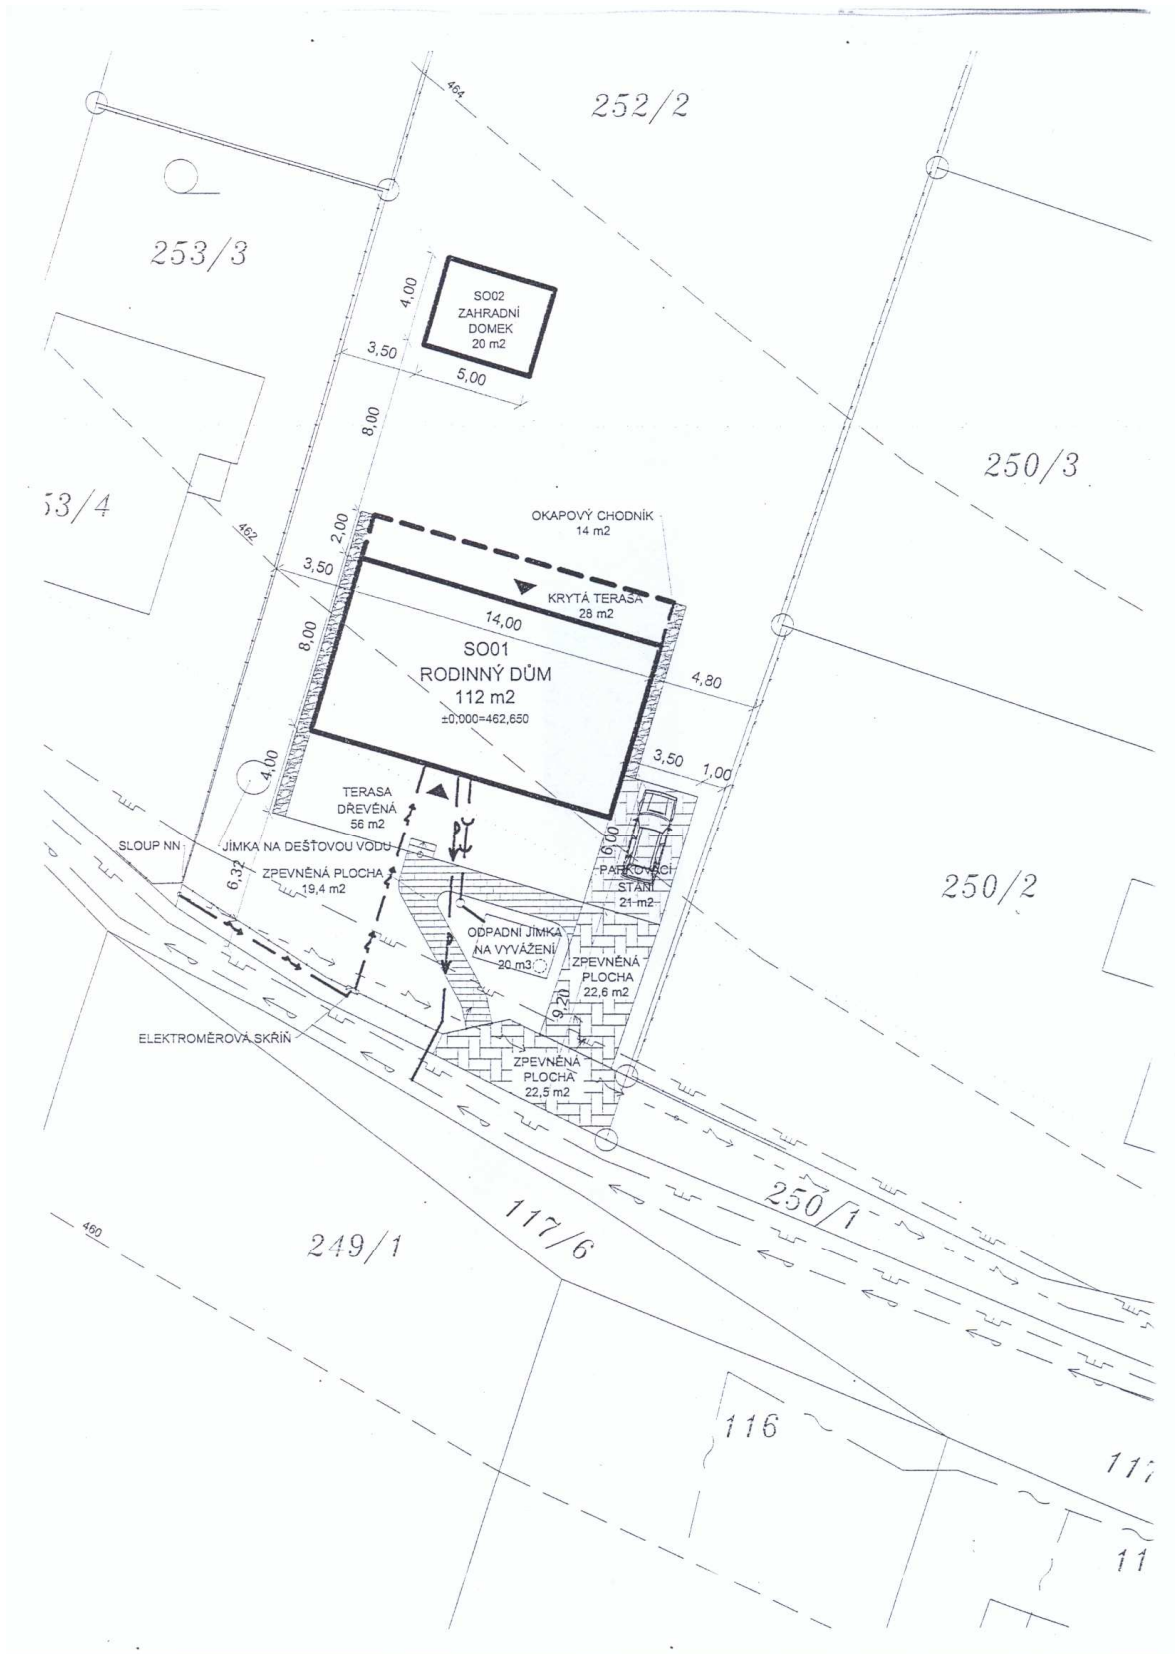 464
252/2
253/3
4,00
SO02
ZAHRADNÍ
DOMEK
20 m2
3,50
5,00
8,00
250/3
53/4
462
OKAPOVÝ CHODNÍK
14 m2
2,00
3,50
KRYTÁ TERASA
28 m2
14,00
8,00
SO01
RODINNÝ DŮM
112 m2
±0,000=462,650
4,80
3,50
1,00
4,00
TERASA
DŘEVĚNÁ
56 m2
6,00
SLOUP NN
JÍMKA NA DEŠŤOVOU VODU
6,32
ZPEVNĚNÁ PLOCHA
19,4 m2
PARKOVACÍ
STÁNÍ
21 m2
250/2
ODPADNÍ JÍMKA
NA VYVÁŽENÍ
20 m3
ZPEVNĚNÁ
PLOCHA
22,6 m2
9,20
ELEKTROMĚROVÁ SKŘÍŇ
ZPEVNĚNÁ
PLOCHA
22,5 m2
250/1
117/6
460
249/1
116
117
11